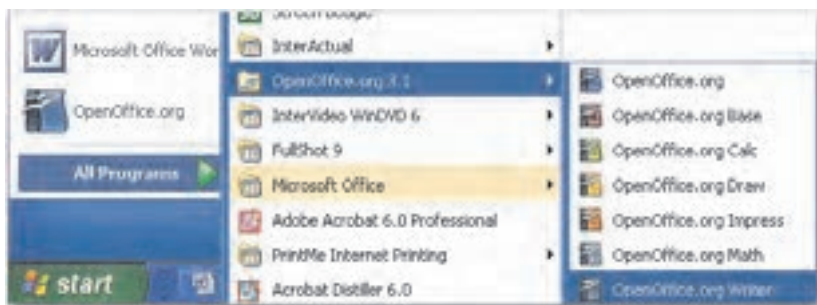 Microsoft Office Wor
OpenOffice.org
All Programs
start
InterActual
OpenOffice.org 3.1
InterVideo WinDVD 6
FullShot 9
Microsoft Office
Adobe Acrobat 6.0 Professional
PrintMe Internet Printing
Acrobat Distiller 6.0
OpenOffice.org
OpenOffice.org Base
OpenOffice.org Calc
OpenOffice.org Draw
OpenOffice.org Impress
OpenOffice.org Math
OpenOffice.org Writer